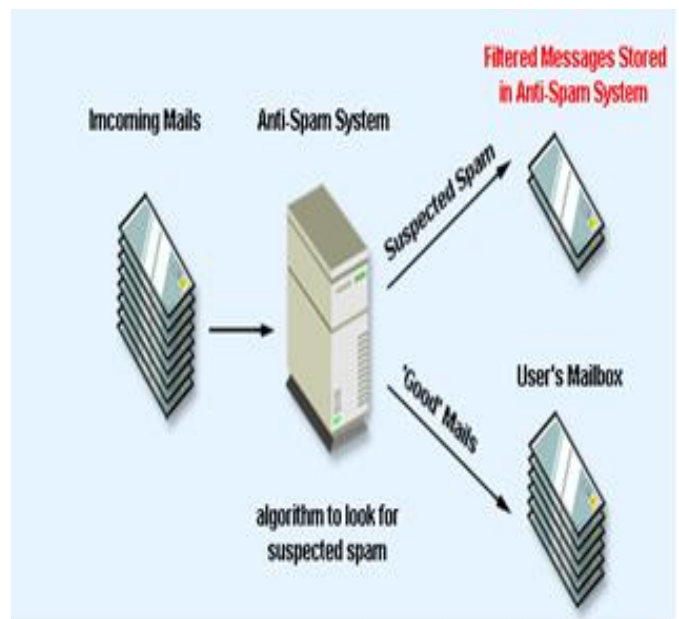 Filtered Messages Stored
in Anti-Spam System
Imcoming Mails
Anti-Spam System
Suspected Spam
"Good" Mails
User's Mailbox
algorithm to look for
suspected spam